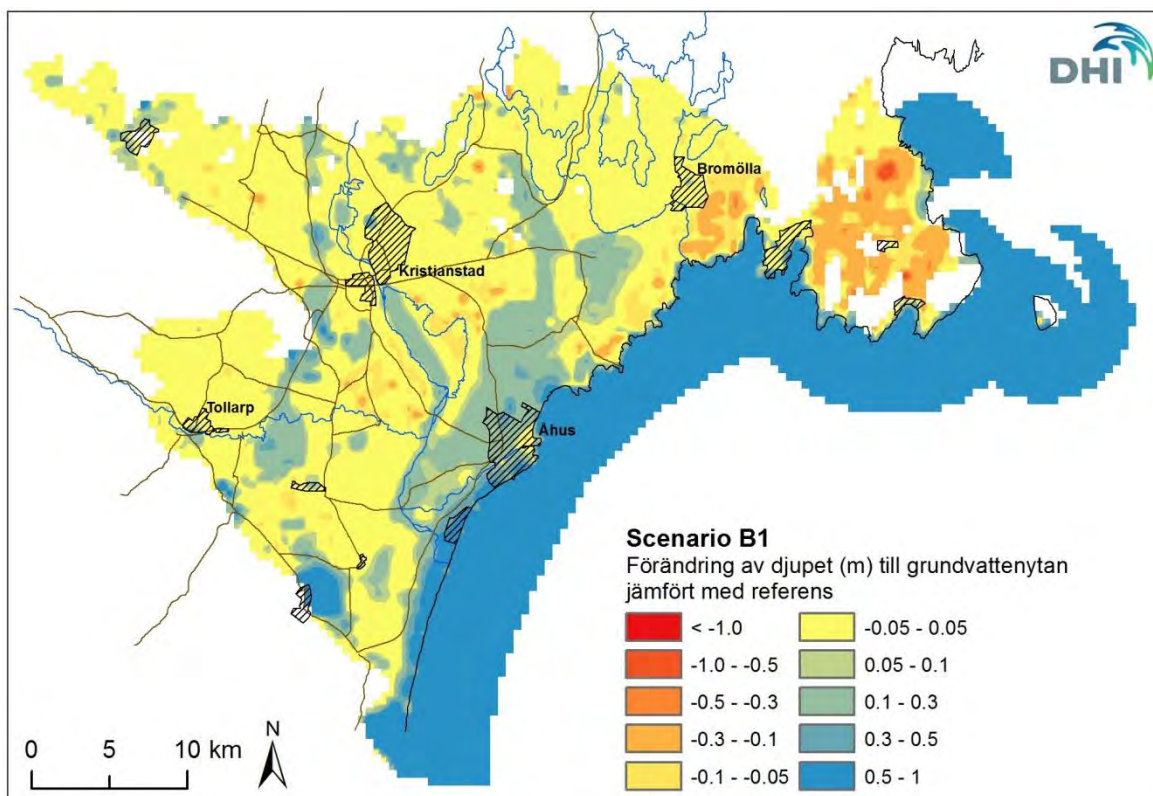 DHI
Bromölla
Kristianstad
Tollarp
Åhus
Scenario B1
Förändring av djupet (m) till grundvattenytan
jämfört med referens
< -1.0
-0.05 - 0.05
-1.0 - -0.5
0.05 - 0.1
-0.5 - -0.3
0.1 - 0.3
-0.3 - -0.1
0.3 - 0.5
-0.1 - -0.05
0.5 - 1
0 5 10 km
N